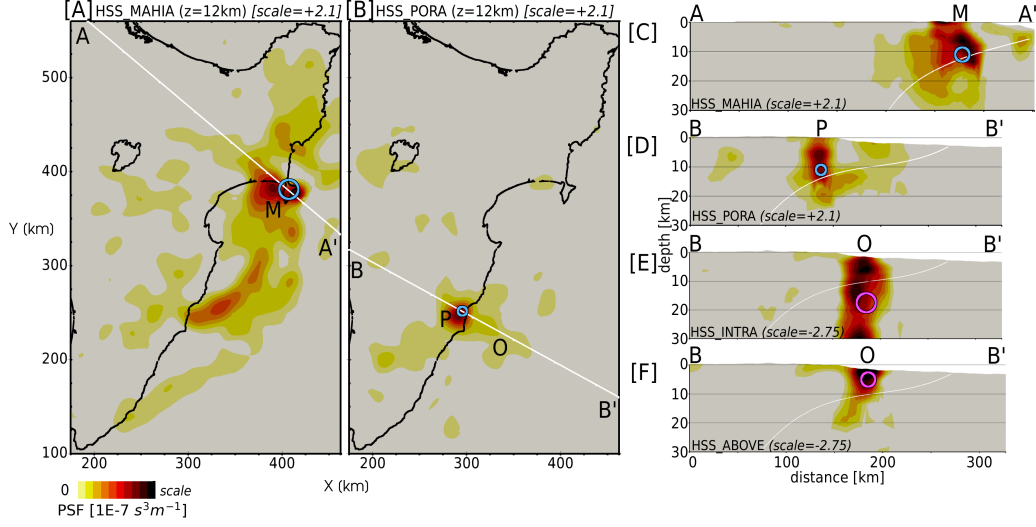 [A] HSS_MAHIA (z=12km) [scale=+2.1]
[B] HSS_PORA (z=12km) [scale=+2.1]
A
M
A'
B
P
O
B'
500
400
300
200
100
Y (km)
200
300
400
200
300
400
X (km)
0
scale
PSF [1E-7 s³m⁻¹]
[C]
A
M
A'
0
10
20
30
HSS_MAHIA (scale=+2.1)
[D]
B
P
B'
0
10
20
30
HSS_PORA (scale=+2.1)
depth [km]
[E]
B
O
B'
0
10
20
30
HSS_INTRA (scale=-2.75)
[F]
B
O
B'
0
10
20
30
HSS_ABOVE (scale=-2.75)
0
100
200
300
distance [km]